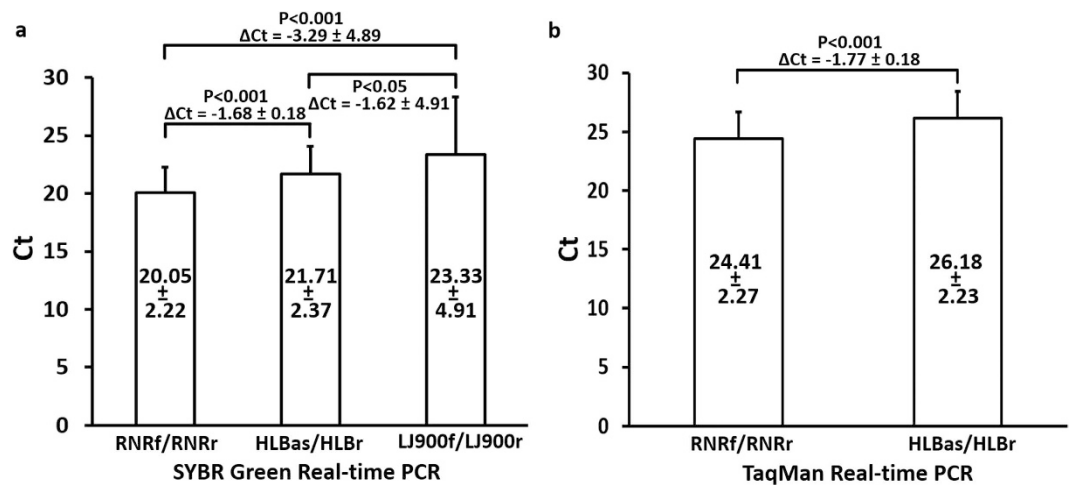 a
P<0.001
ΔCt = -3.29 ± 4.89
P<0.001
ΔCt = -1.68 ± 0.18
P<0.05
ΔCt = -1.62 ± 4.91
30
25
20
15
10
5
0
Ct
20.05
±
2.22
21.71
±
2.37
23.33
±
4.91
RNRf/RNRr
HLBas/HLBr
LJ900f/LJ900r
SYBR Green Real-time PCR
b
P<0.001
ΔCt = -1.77 ± 0.18
30
25
20
15
10
5
0
Ct
24.41
±
2.27
26.18
±
2.23
RNRf/RNRr
HLBas/HLBr
TaqMan Real-time PCR